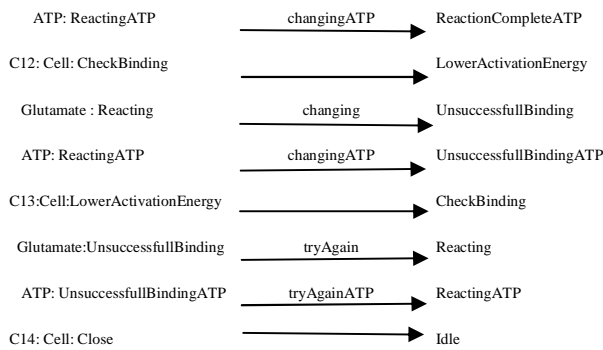 ATP: ReactingATP changingATP ReactionCompleteATP
C12: Cell: CheckBinding LowerActivationEnergy
Glutamate : Reacting changing UnsuccessfullBinding
ATP: ReactingATP changingATP UnsuccessfullBindingATP
C13:Cell:LowerActivationEnergy CheckBinding
Glutamate:UnsuccessfullBinding tryAgain Reacting
ATP: UnsuccessfullBindingATP tryAgainATP ReactingATP
C14: Cell: Close Idle